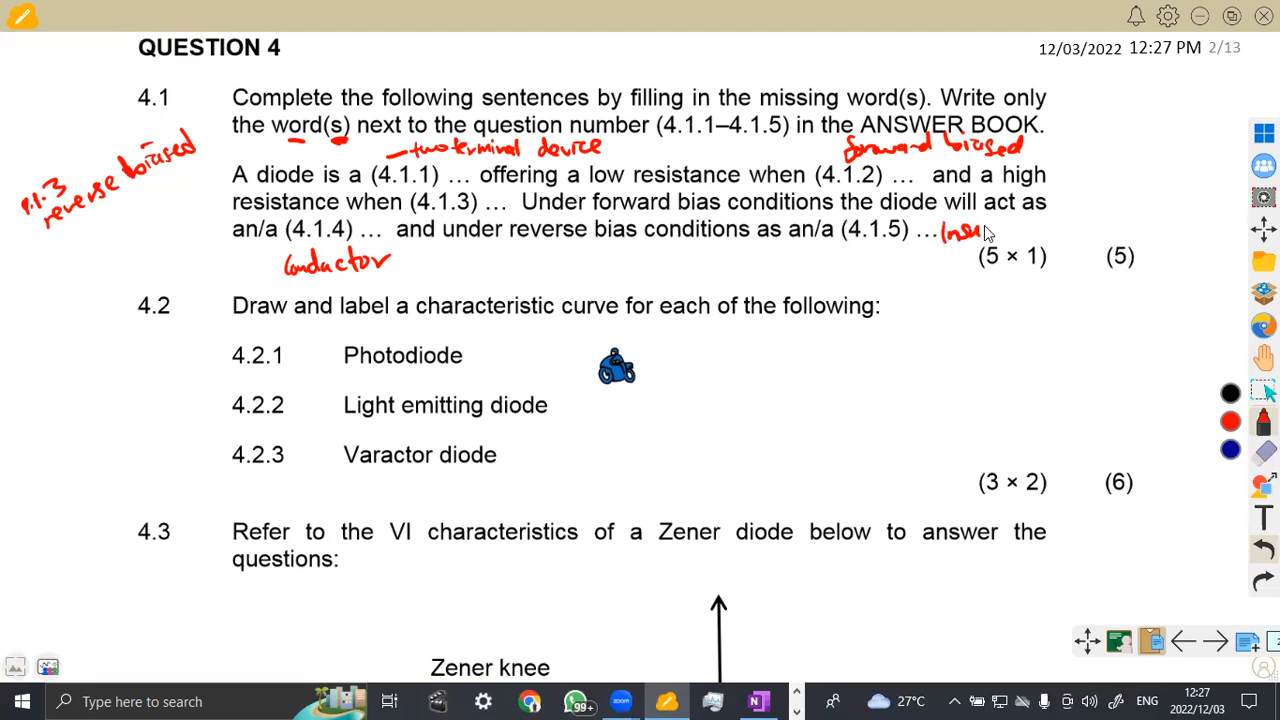 QUESTION 4
12/03/2022 12:27 PM 2/13
4.1 Complete the following sentences by filling in the missing word(s). Write only
the word(s) next to the question number (4.1.1–4.1.5) in the ANSWER BOOK.
two terminal device forward biased
4.1.3 reverse biased
A diode is a (4.1.1) … offering a low resistance when (4.1.2) … and a high
resistance when (4.1.3) … Under forward bias conditions the diode will act as
an/a (4.1.4) … and under reverse bias conditions as an/a (4.1.5) …
conductor
(5 × 1) (5)
4.2 Draw and label a characteristic curve for each of the following:
4.2.1 Photodiode
4.2.2 Light emitting diode
4.2.3 Varactor diode
(3 × 2) (6)
4.3 Refer to the VI characteristics of a Zener diode below to answer the
questions:
Zener knee
Type here to search
99+
zoom
27°C
ENG
12:27
2022/12/03